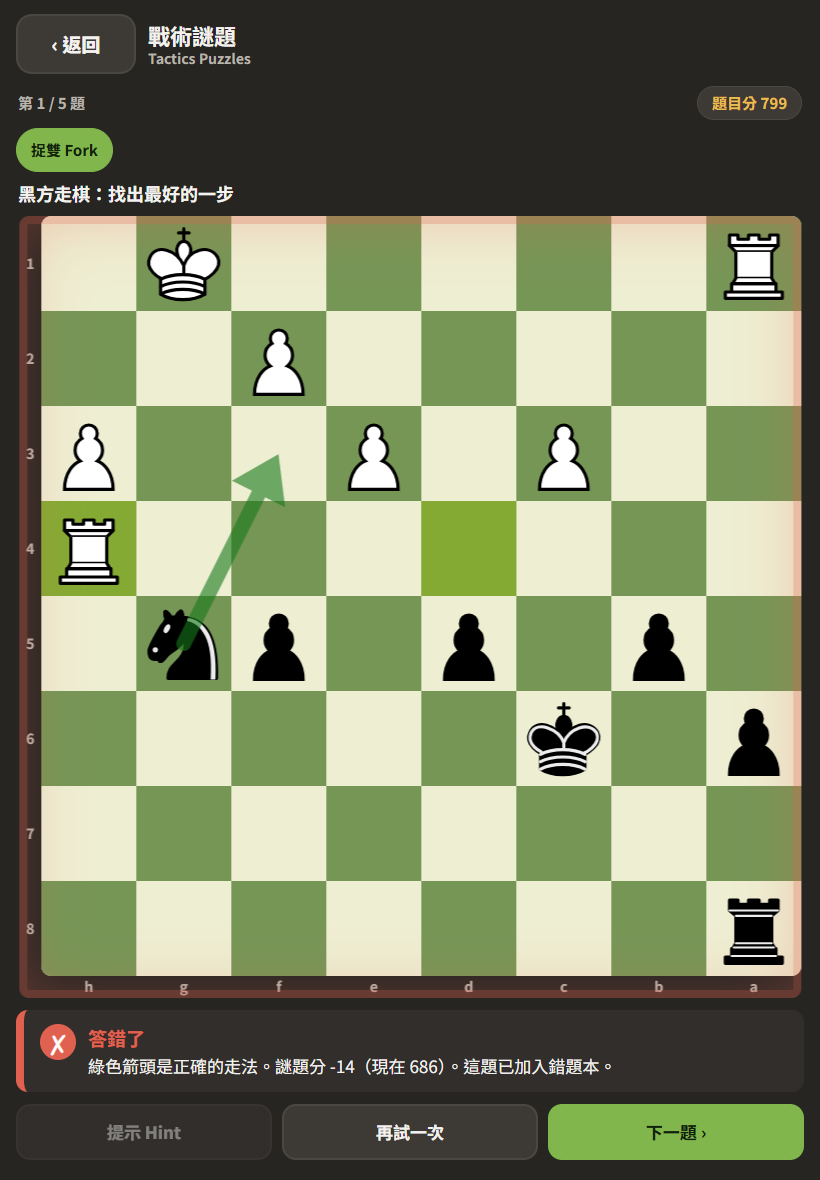 ‹ 返回
戰術謎題
Tactics Puzzles
第 1 / 5 題
題目分 799
捉雙 Fork
黑方走棋：找出最好的一步
1
2
3
4
5
6
7
8
h g f e d c b a
答錯了
綠色箭頭是正確的走法。謎題分 -14（現在 686）。這題已加入錯題本。
提示 Hint
再試一次
下一題 ›